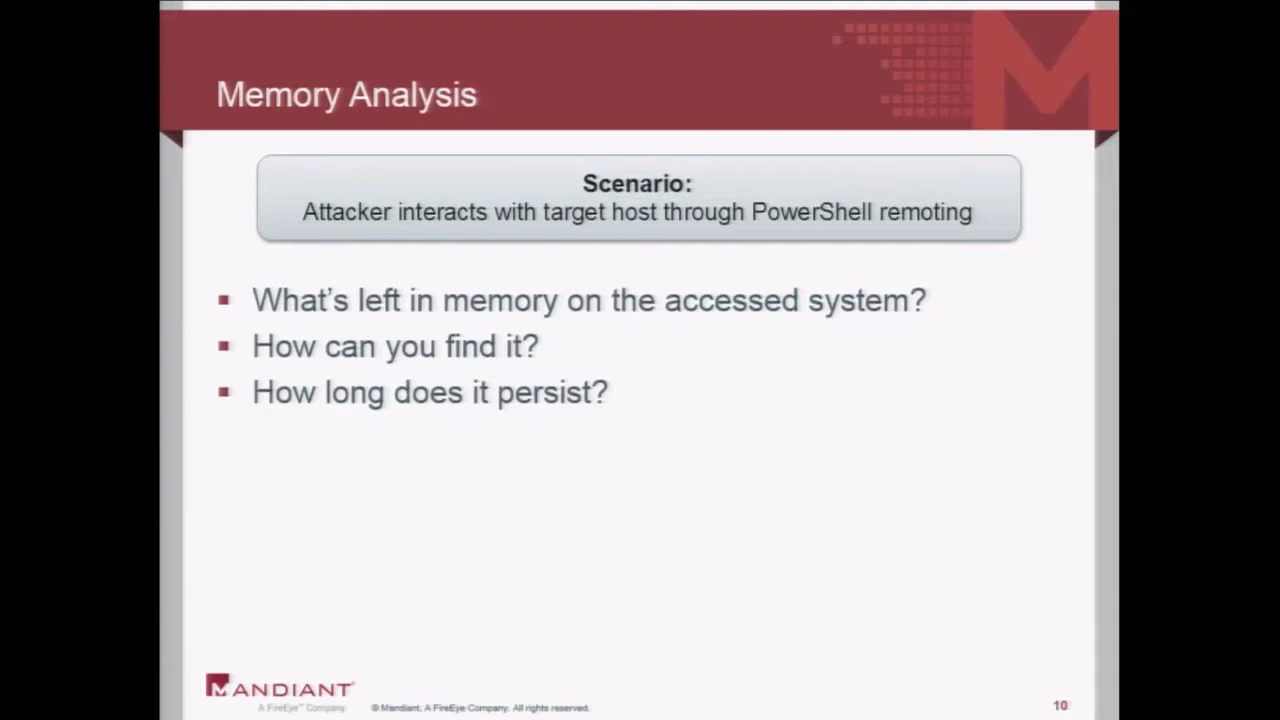 Memory Analysis
Scenario:
Attacker interacts with target host through PowerShell remoting
What's left in memory on the accessed system?
How can you find it?
How long does it persist?
MANDIANT
A FireEye™ Company
© Mandiant, A FireEye Company. All rights reserved.
10